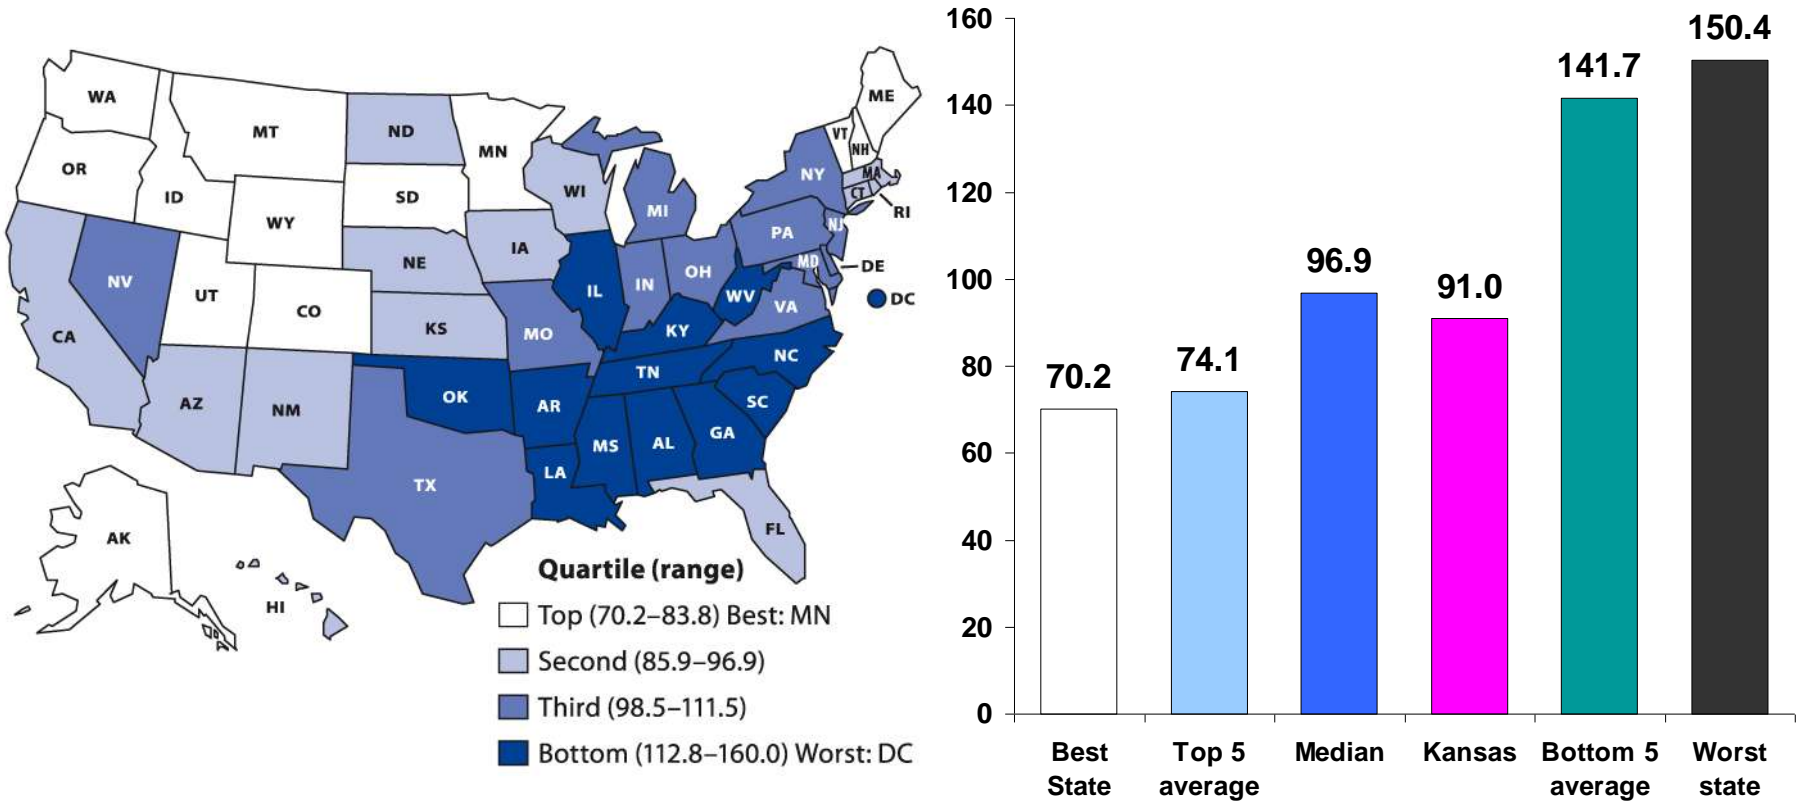 WA
MT
ND
MN
OR
ID
SD
WY
WI
MI
NY
VT
NH
ME
MA
CT
RI
NV
UT
CO
NE
IA
IL
IN
OH
PA
NJ
MD
DE
DC
CA
KS
MO
KY
WV
VA
AZ
NM
OK
AR
TN
NC
TX
LA
MS
AL
GA
SC
FL
AK
HI
Quartile (range)
Top (70.2–83.8) Best: MN
Second (85.9–96.9)
Third (98.5–111.5)
Bottom (112.8–160.0) Worst: DC
160
140
120
100
80
60
40
20
0
70.2
74.1
96.9
91.0
141.7
150.4
Best
State
Top 5
average
Median
Kansas
Bottom 5
average
Worst
state